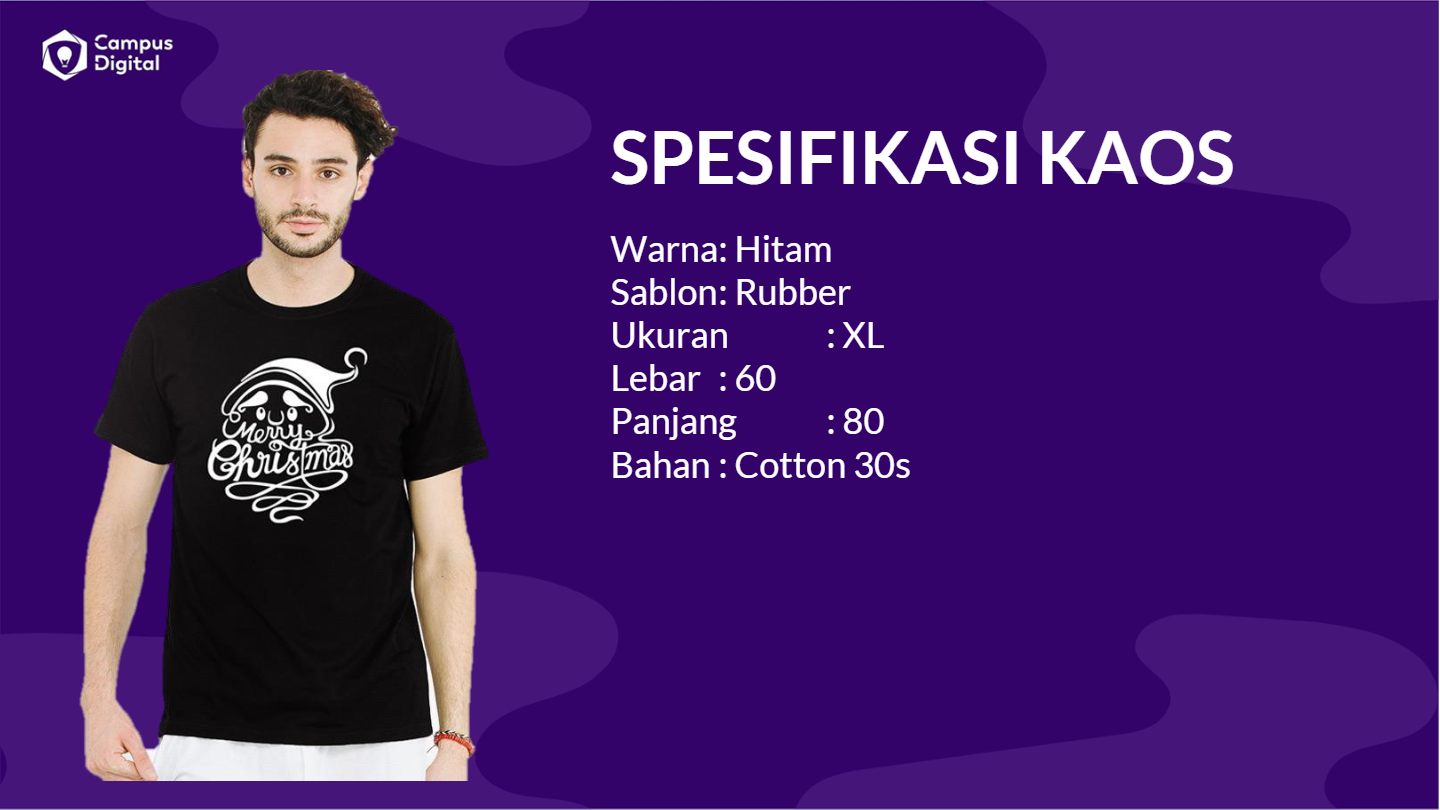 Campus
Digital
SPESIFIKASI KAOS
Warna: Hitam
Sablon: Rubber
Ukuran : XL
Lebar : 60
Panjang : 80
Bahan : Cotton 30s
Merry
Christmas